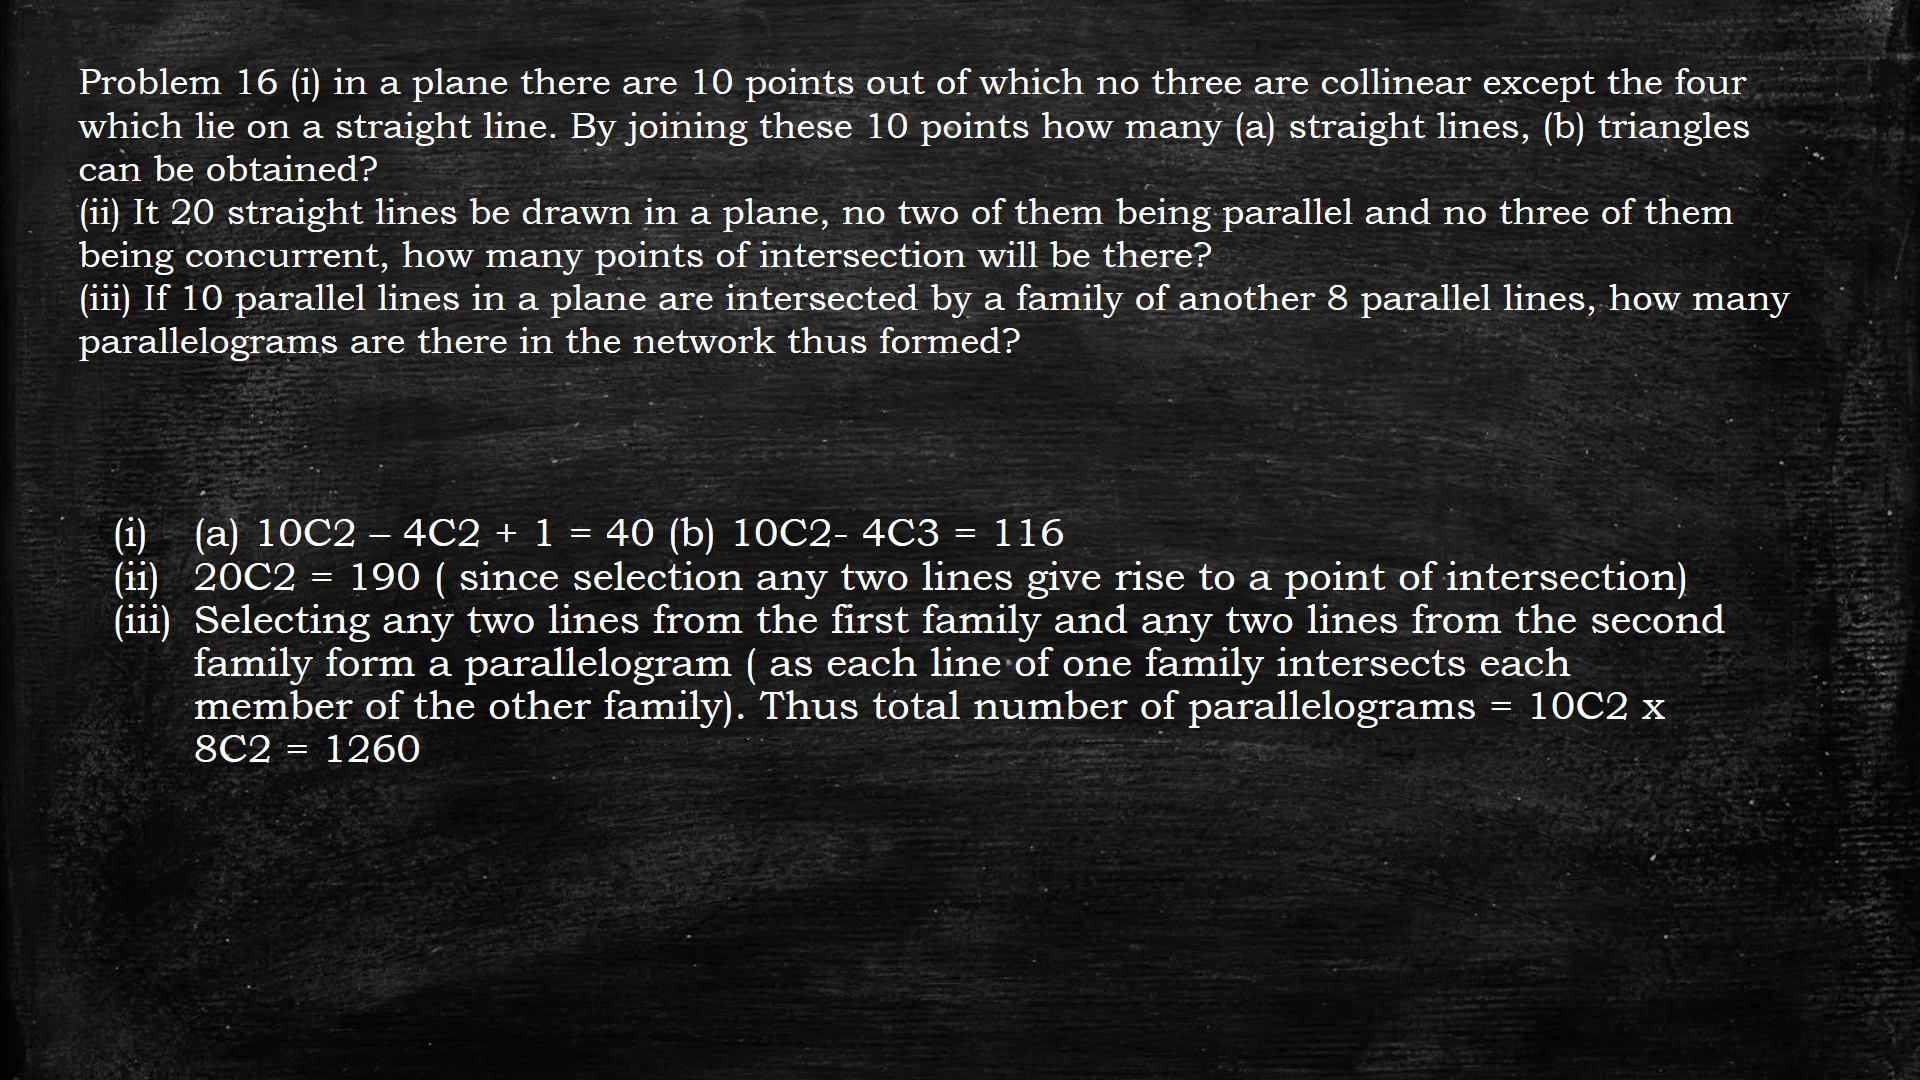 Problem 16 (i) in a plane there are 10 points out of which no three are collinear except the four
which lie on a straight line. By joining these 10 points how many (a) straight lines, (b) triangles
can be obtained?
(ii) It 20 straight lines be drawn in a plane, no two of them being parallel and no three of them
being concurrent, how many points of intersection will be there?
(iii) If 10 parallel lines in a plane are intersected by a family of another 8 parallel lines, how many
parallelograms are there in the network thus formed?
(i) (a) 10C2 – 4C2 + 1 = 40 (b) 10C2- 4C3 = 116
(ii) 20C2 = 190 ( since selection any two lines give rise to a point of intersection)
(iii) Selecting any two lines from the first family and any two lines from the second
family form a parallelogram ( as each line of one family intersects each
member of the other family). Thus total number of parallelograms = 10C2 x
8C2 = 1260